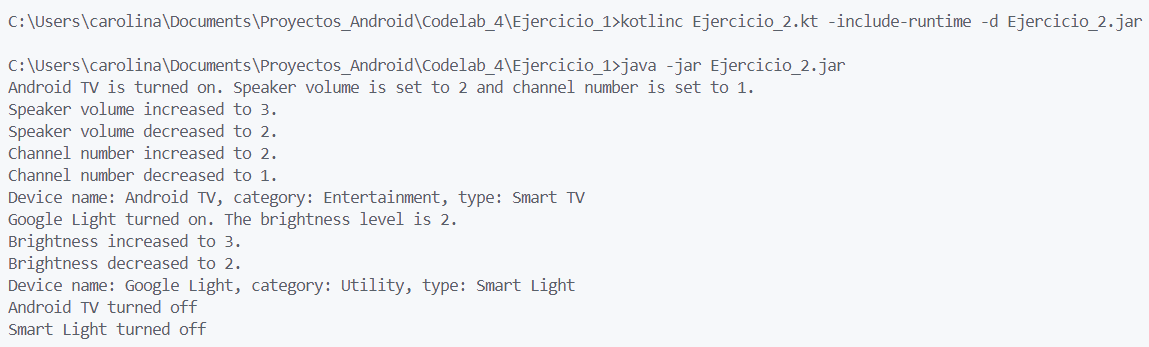 C:\Users\carolina\Documents\Proyectos_Android\Codelab_4\Ejercicio_1>kotlinc Ejercicio_2.kt -include-runtime -d Ejercicio_2.jar
C:\Users\carolina\Documents\Proyectos_Android\Codelab_4\Ejercicio_1>java -jar Ejercicio_2.jar
Android TV is turned on. Speaker volume is set to 2 and channel number is set to 1.
Speaker volume increased to 3.
Speaker volume decreased to 2.
Channel number increased to 2.
Channel number decreased to 1.
Device name: Android TV, category: Entertainment, type: Smart TV
Google Light turned on. The brightness level is 2.
Brightness increased to 3.
Brightness decreased to 2.
Device name: Google Light, category: Utility, type: Smart Light
Android TV turned off
Smart Light turned off